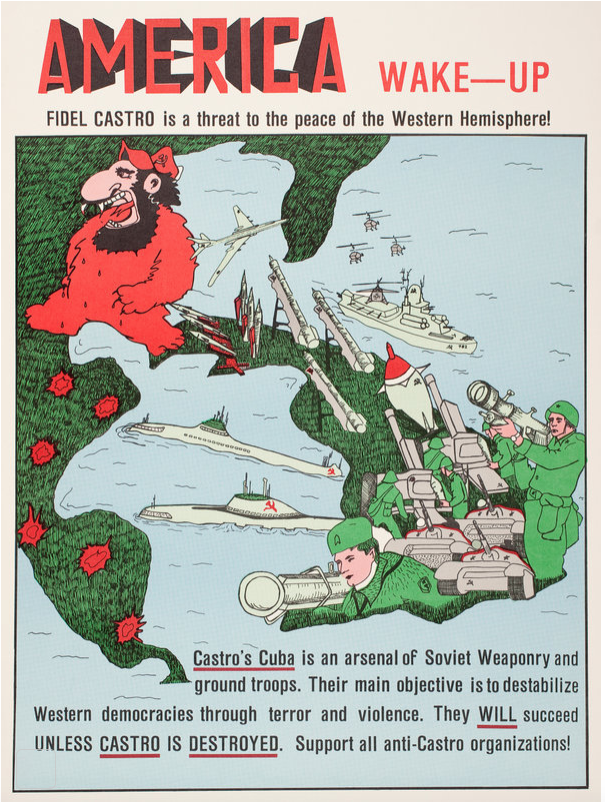 AMERICA WAKE—UP
FIDEL CASTRO is a threat to the peace of the Western Hemisphere!
Castro's Cuba is an arsenal of Soviet Weaponry and
ground troops. Their main objective is to destabilize
Western democracies through terror and violence. They WILL succeed
UNLESS CASTRO IS DESTROYED. Support all anti-Castro organizations!